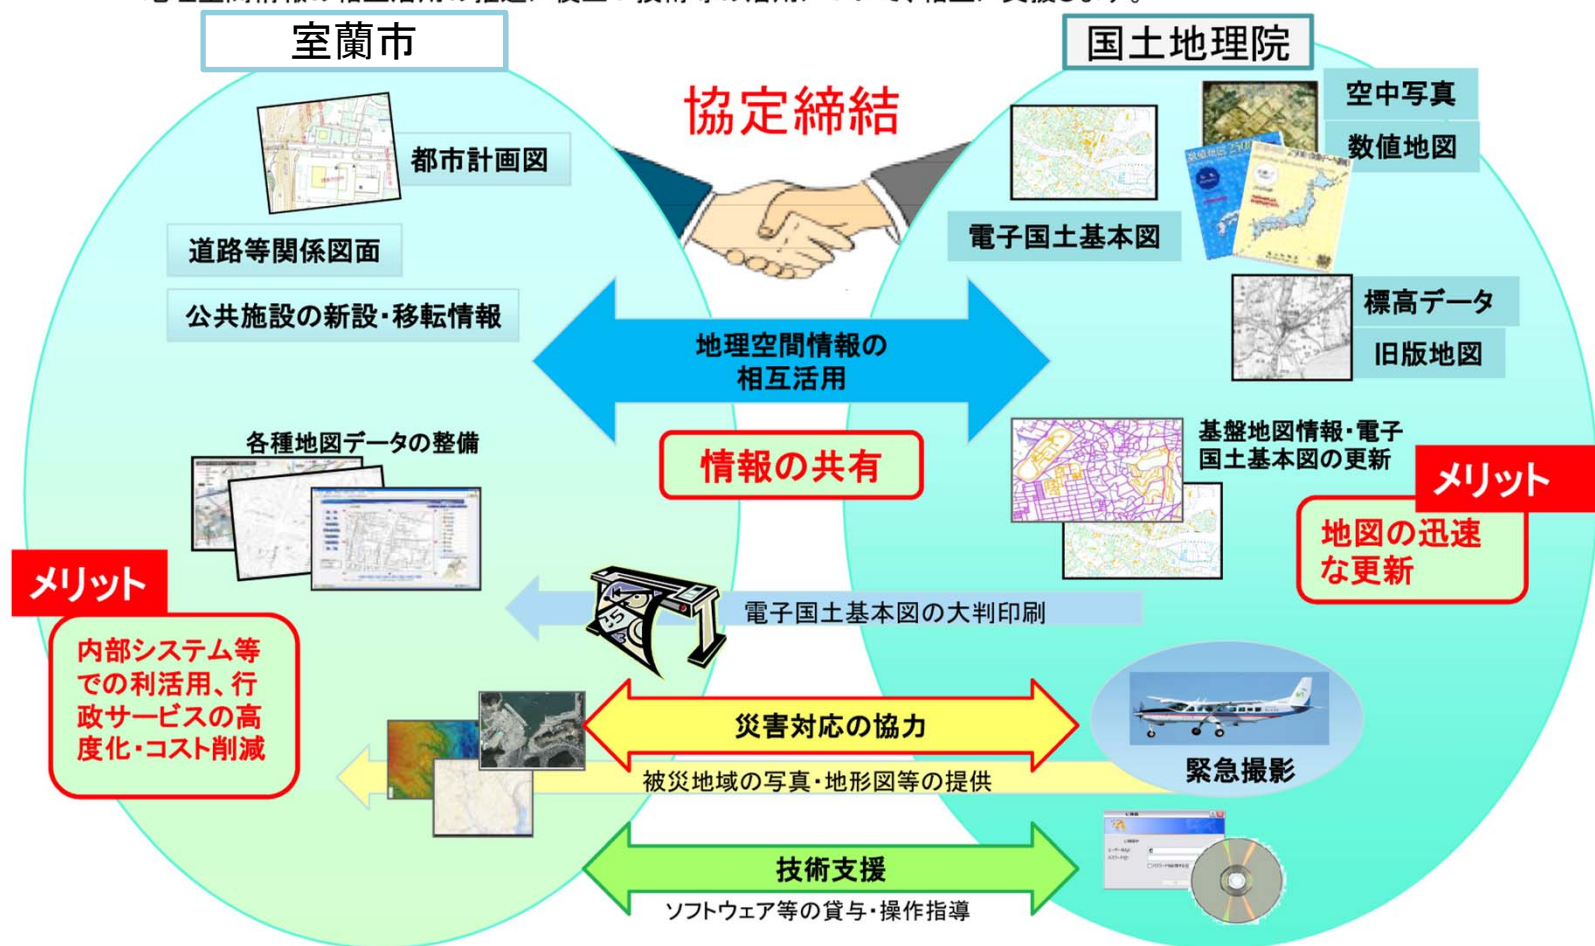 室蘭市
国土地理院
協定締結
都市計画図
道路等関係図面
公共施設の新設・移転情報
空中写真
数値地図
電子国土基本図
標高データ
旧版地図
地理空間情報の
相互活用
情報の共有
各種地図データの整備
基盤地図情報・電子
国土基本図の更新
メリット
地図の迅速
な更新
メリット
内部システム等
での利活用、行
政サービスの高
度化・コスト削減
電子国土基本図の大判印刷
災害対応の協力
被災地域の写真・地形図等の提供
緊急撮影
技術支援
ソフトウェア等の貸与・操作指導